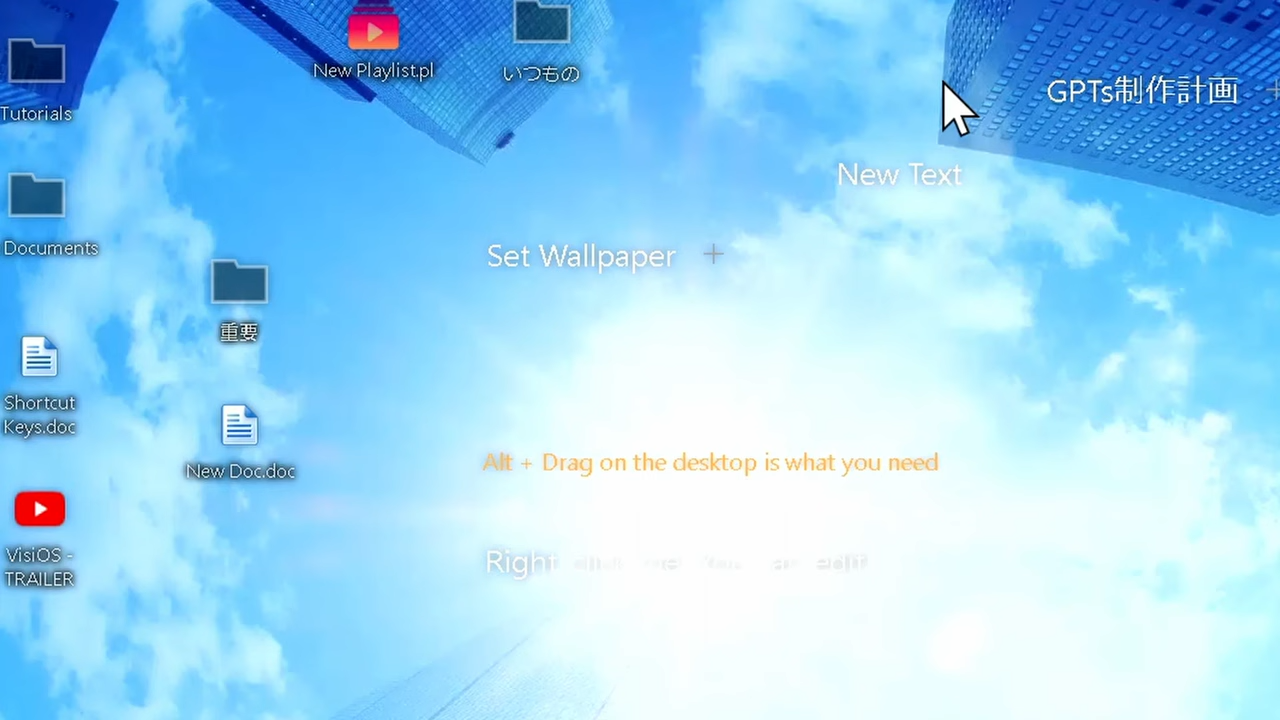 New Playlist.pl
いつもの
Tutorials
GPTs制作計画
New Text
Documents
Set Wallpaper
重要
Shortcut
Keys.doc
New Doc.doc
Alt + Drag on the desktop is what you need
VisiOS -
TRAILER
Right edit